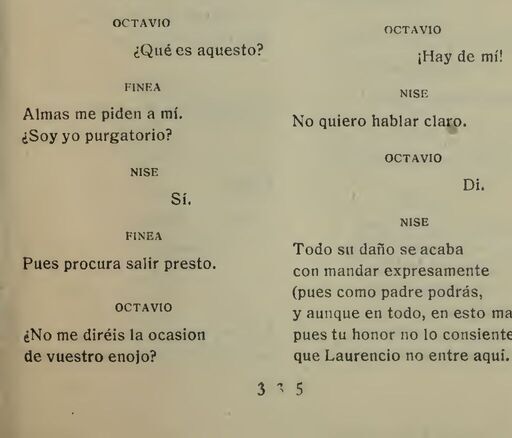 OCTAVIO
¿Qué es aquesto?
FINEA
Almas me piden a mí.
¿Soy yo purgatorio?
NISE
Sí.
FINEA
Pues procura salir presto.
OCTAVIO
¿No me diréis la ocasion
de vuestro enojo?
OCTAVIO
¡Hay de mí!
NISE
No quiero hablar claro.
OCTAVIO
Di.
NISE
Todo su daño se acaba
con mandar expresamente
(pues como padre podrás,
y aunque en todo, en esto ma
pues tu honor no lo consiente
que Laurencio no entre aqui.
3 5